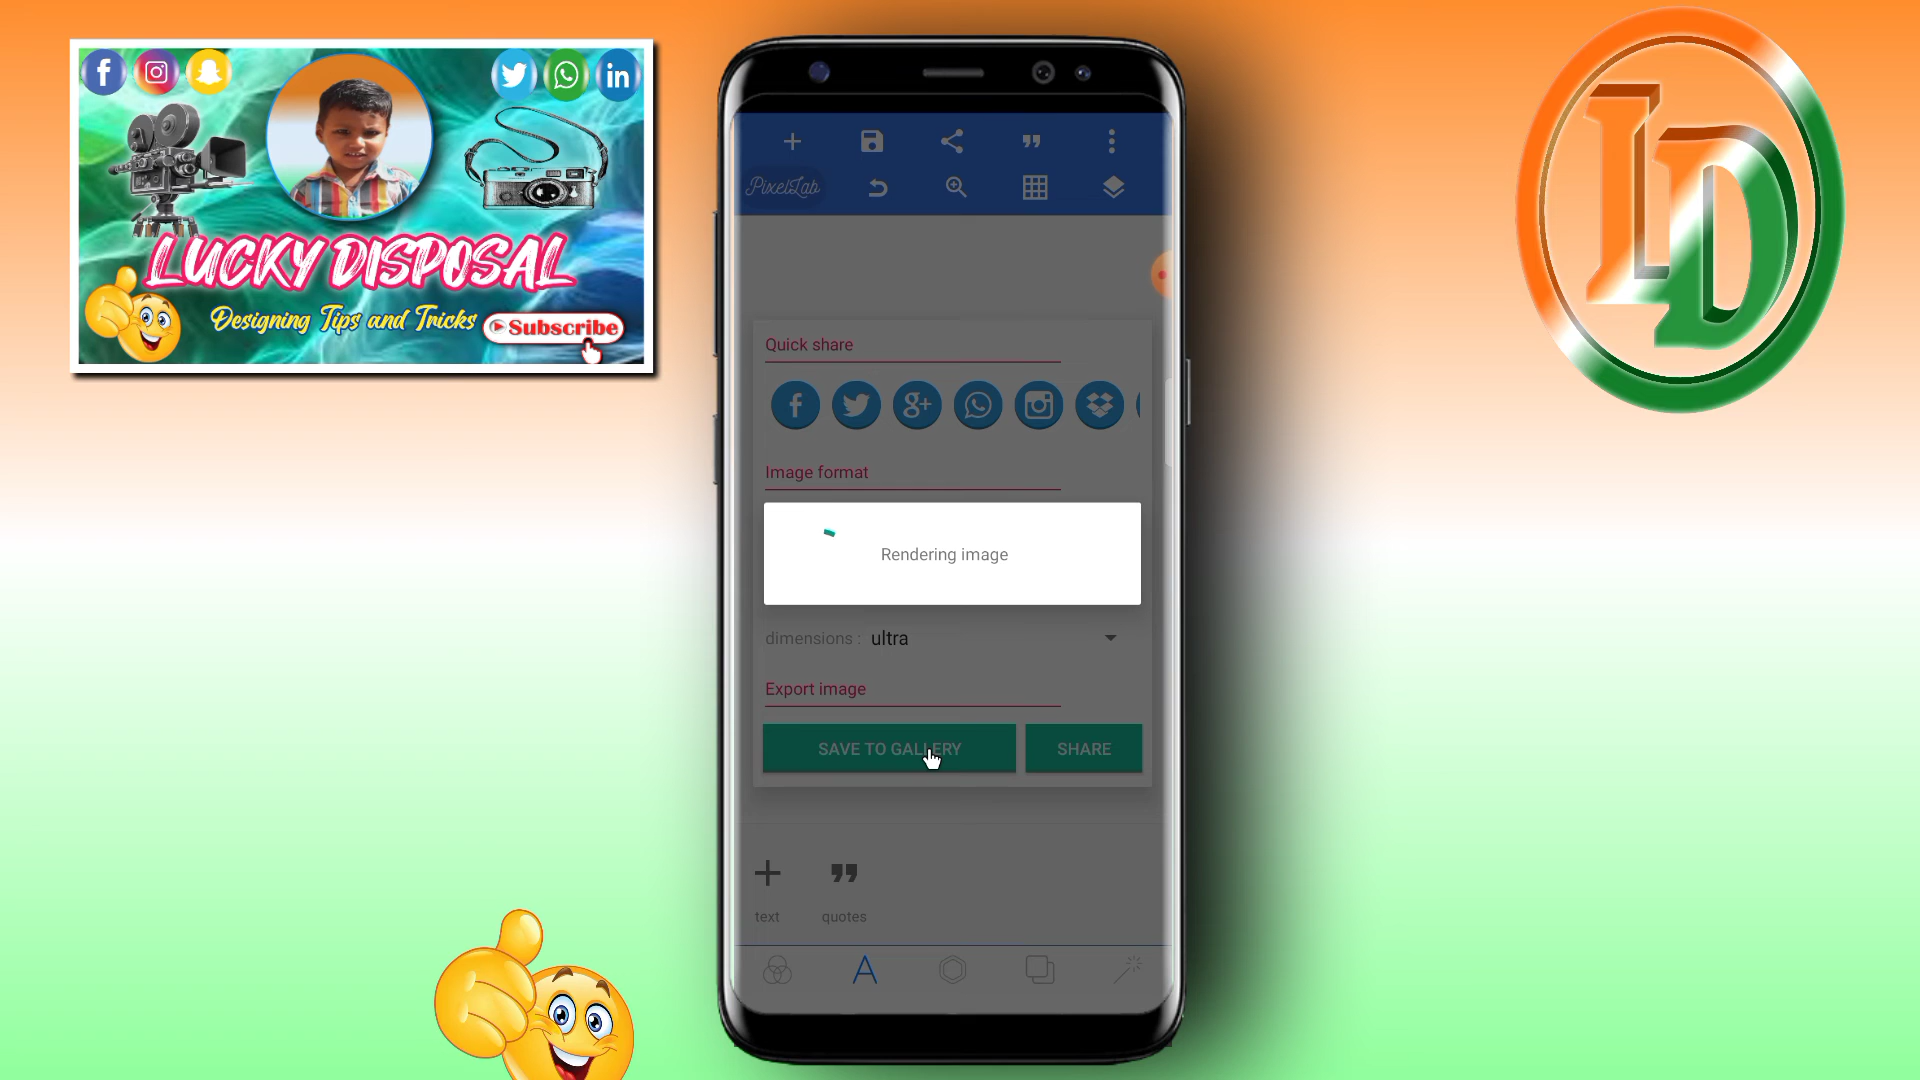 LUCKY DISPOSAL
Designing Tips and Tricks
Subscribe
LD
PixelLab
Quick share
Image format
Rendering image
dimensions : ultra
Export image
SAVE TO GALLERY
SHARE
text
quotes